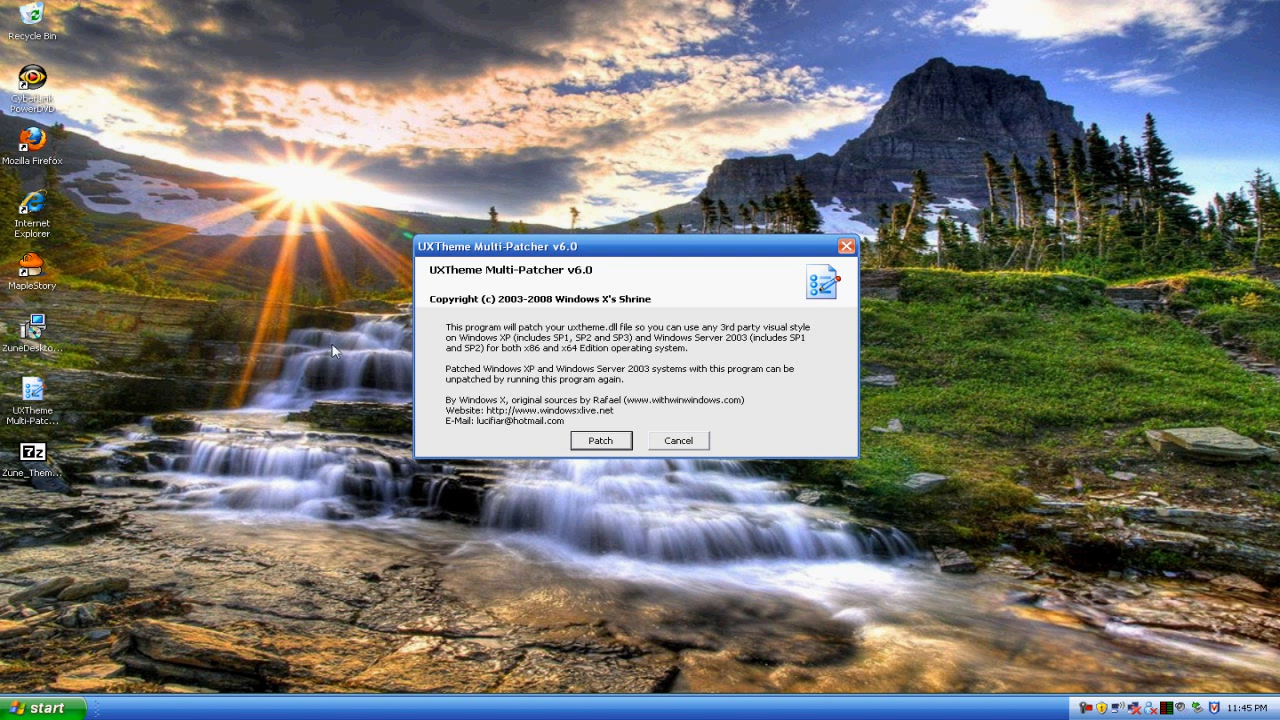 Recycle Bin
CyberLink
PowerDVD
Mozilla Firefox
Internet
Explorer
MapleStory
ZuneDeskto...
UXTheme
Multi-Patc...
7z
Zune_Them...
UXTheme Multi-Patcher v6.0
UXTheme Multi-Patcher v6.0
Copyright (c) 2003-2008 Windows X's Shrine
This program will patch your uxtheme.dll file so you can use any 3rd party visual style
on Windows XP (includes SP1, SP2 and SP3) and Windows Server 2003 (includes SP1
and SP2) for both x86 and x64 Edition operating system.
Patched Windows XP and Windows Server 2003 systems with this program can be
unpatched by running this program again.
By Windows X, original sources by Rafael (www.withwinwindows.com)
Website: http://www.windowsxlive.net
E-Mail: lucifiar@hotmail.com
Patch
Cancel
start
11:45 PM